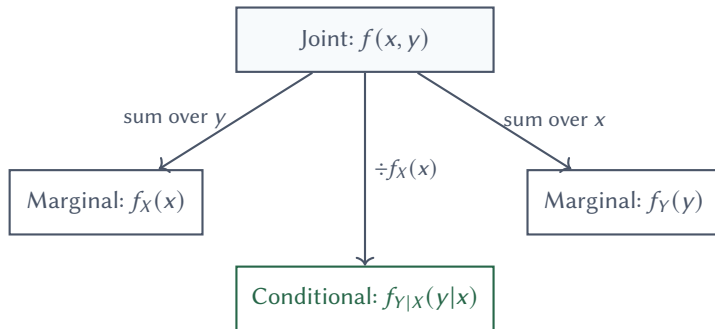 Joint: f(x, y)
sum over y
sum over x
÷f_X(x)
Marginal: f_X(x)
Marginal: f_Y(y)
Conditional: f_{Y|X}(y|x)